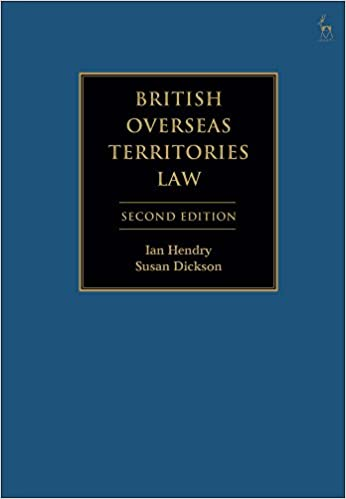 BRITISH
OVERSEAS
TERRITORIES
LAW
SECOND EDITION
Ian Hendry
Susan Dickson